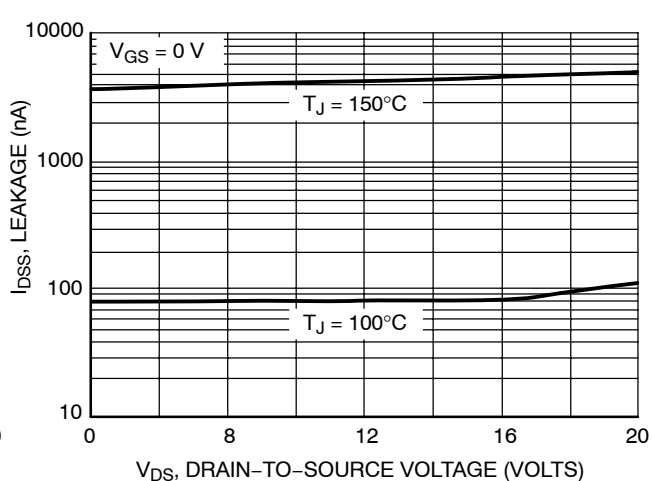 10000
V_GS = 0 V
T_J = 150°C
1000
I_DSS, LEAKAGE (nA)
100
T_J = 100°C
10
0 8 12 16 20
V_DS, DRAIN−TO−SOURCE VOLTAGE (VOLTS)